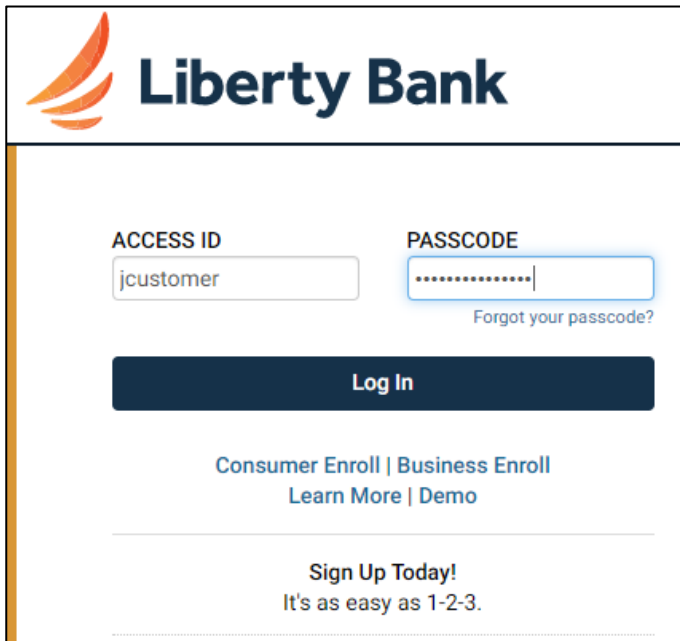 Liberty Bank
ACCESS ID
jcustomer
PASSCODE
•••••••••••••••
Forgot your passcode?
Log In
Consumer Enroll | Business Enroll
Learn More | Demo
Sign Up Today!
It's as easy as 1-2-3.